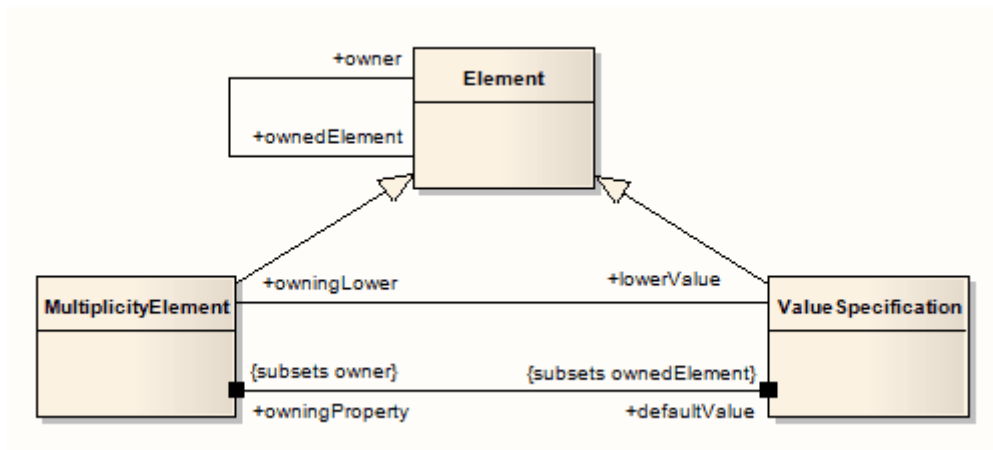 +owner
Element
+ownedElement
+owningLower
+lowerValue
MultiplicityElement
ValueSpecification
{subsets owner}
{subsets ownedElement}
+owningProperty
+defaultValue